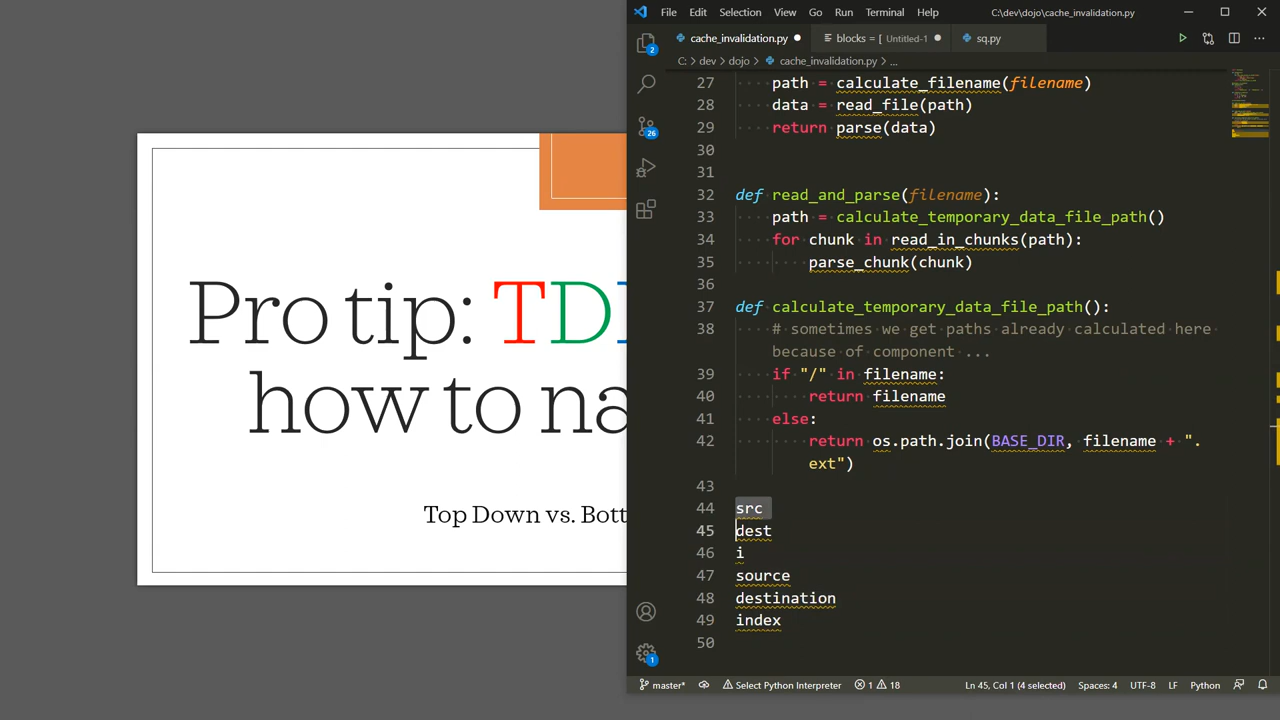 Pro tip: TD
how to na
Top Down vs. Bott
File Edit Selection View Go Run Terminal Help C:\dev\dojo\cache_invalidation.py
cache_invalidation.py blocks = [ Untitled-1 sq.py
C: > dev > dojo > cache_invalidation.py > ...
27 path = calculate_filename(filename)
28 data = read_file(path)
29 return parse(data)
30
31
32 def read_and_parse(filename):
33 path = calculate_temporary_data_file_path()
34 for chunk in read_in_chunks(path):
35 parse_chunk(chunk)
36
37 def calculate_temporary_data_file_path():
38 # sometimes we get paths already calculated here
because of component ...
39 if "/" in filename:
40 return filename
41 else:
42 return os.path.join(BASE_DIR, filename + ".
ext")
43
44 src
45 dest
46 i
47 source
48 destination
49 index
50
2
26
1
master* Select Python Interpreter 1 18 Ln 45, Col 1 (4 selected) Spaces: 4 UTF-8 LF Python